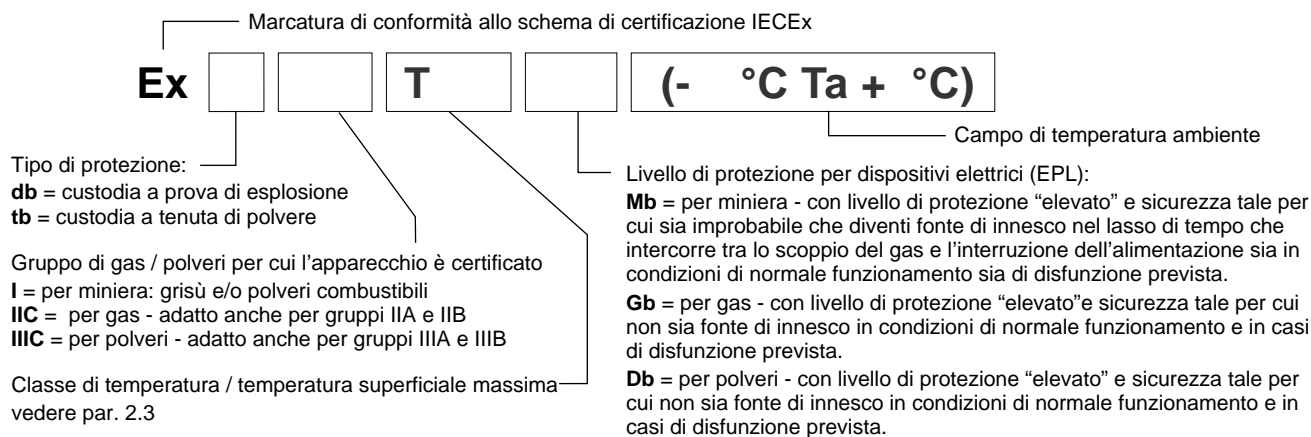 Marcatura di conformità allo schema di certificazione IECEx
Ex T (- °C Ta + °C)
Campo di temperatura ambiente
Tipo di protezione:
db = custodia a prova di esplosione
tb = custodia a tenuta di polvere
Gruppo di gas / polveri per cui l'apparecchio è certificato
I = per miniera: grisù e/o polveri combustibili
IIC = per gas - adatto anche per gruppi IIA e IIB
IIIC = per polveri - adatto anche per gruppi IIIA e IIIB
Classe di temperatura / temperatura superficiale massima
vedere par. 2.3
Livello di protezione per dispositivi elettrici (EPL):
Mb = per miniera - con livello di protezione “elevato” e sicurezza tale per
cui sia improbabile che diventi fonte di innesco nel lasso di tempo che
intercorre tra lo scoppio del gas e l’interruzione dell’alimentazione sia in
condizioni di normale funzionamento sia di disfunzione prevista.
Gb = per gas - con livello di protezione “elevato”e sicurezza tale per cui
non sia fonte di innesco in condizioni di normale funzionamento e in casi
di disfunzione prevista.
Db = per polveri - con livello di protezione “elevato” e sicurezza tale per
cui non sia fonte di innesco in condizioni di normale funzionamento e in
casi di disfunzione prevista.